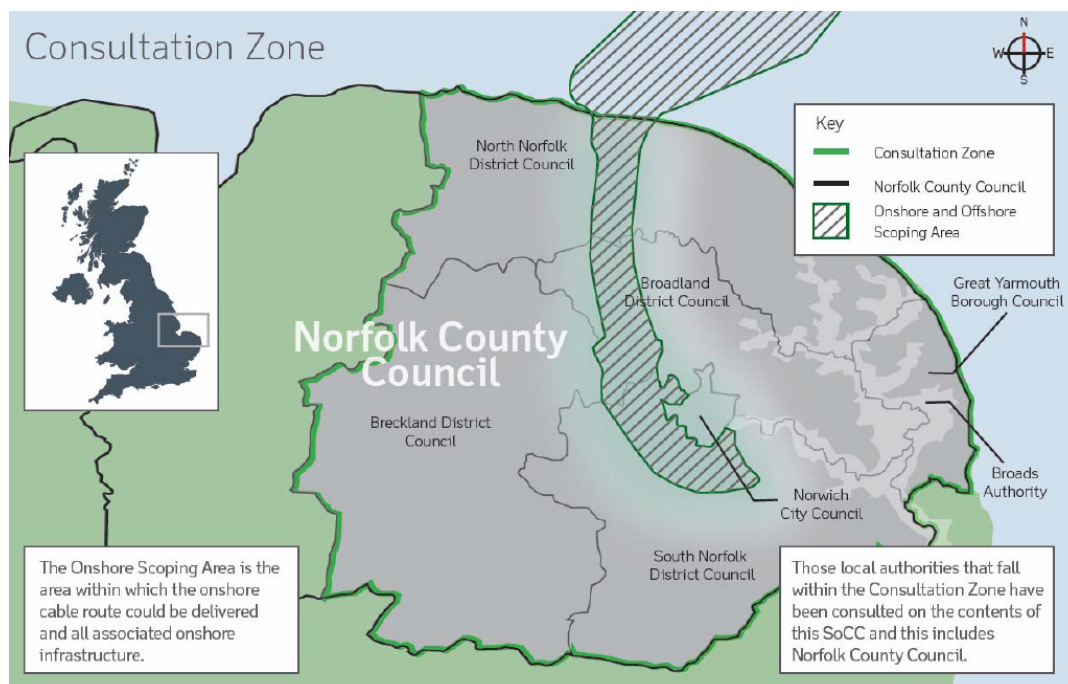 Consultation Zone
N
W
E
S
Key
Consultation Zone
Norfolk County Council
Onshore and Offshore
Scoping Area
North Norfolk
District Council
Broadland
District Council
Great Yarmouth
Borough Council
Norfolk County
Council
Breckland District
Council
Broads
Authority
Norwich
City Council
South Norfolk
District Council
The Onshore Scoping Area is the
area within which the onshore
cable route could be delivered
and all associated onshore
infrastructure.
Those local authorities that fall
within the Consultation Zone have
been consulted on the contents of
this SoCC and this includes
Norfolk County Council.